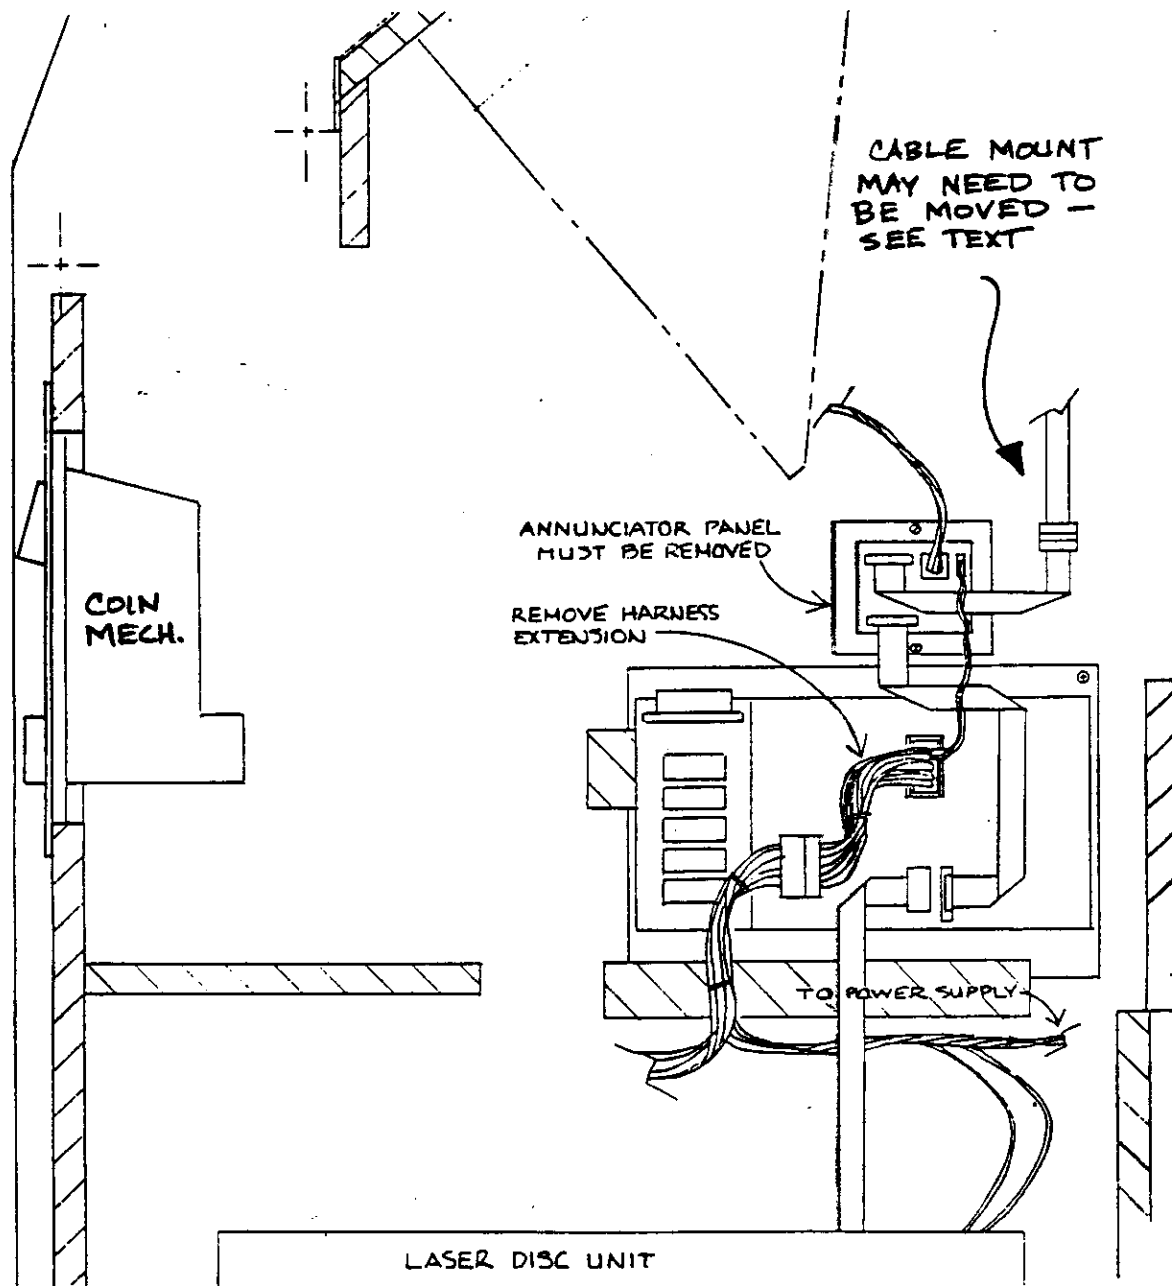 CABLE MOUNT
MAY NEED TO
BE MOVED —
SEE TEXT
ANNUNCIATOR PANEL
MUST BE REMOVED
REMOVE HARNESS
EXTENSION
COIN
MECH.
TO POWER SUPPLY
LASER DISC UNIT